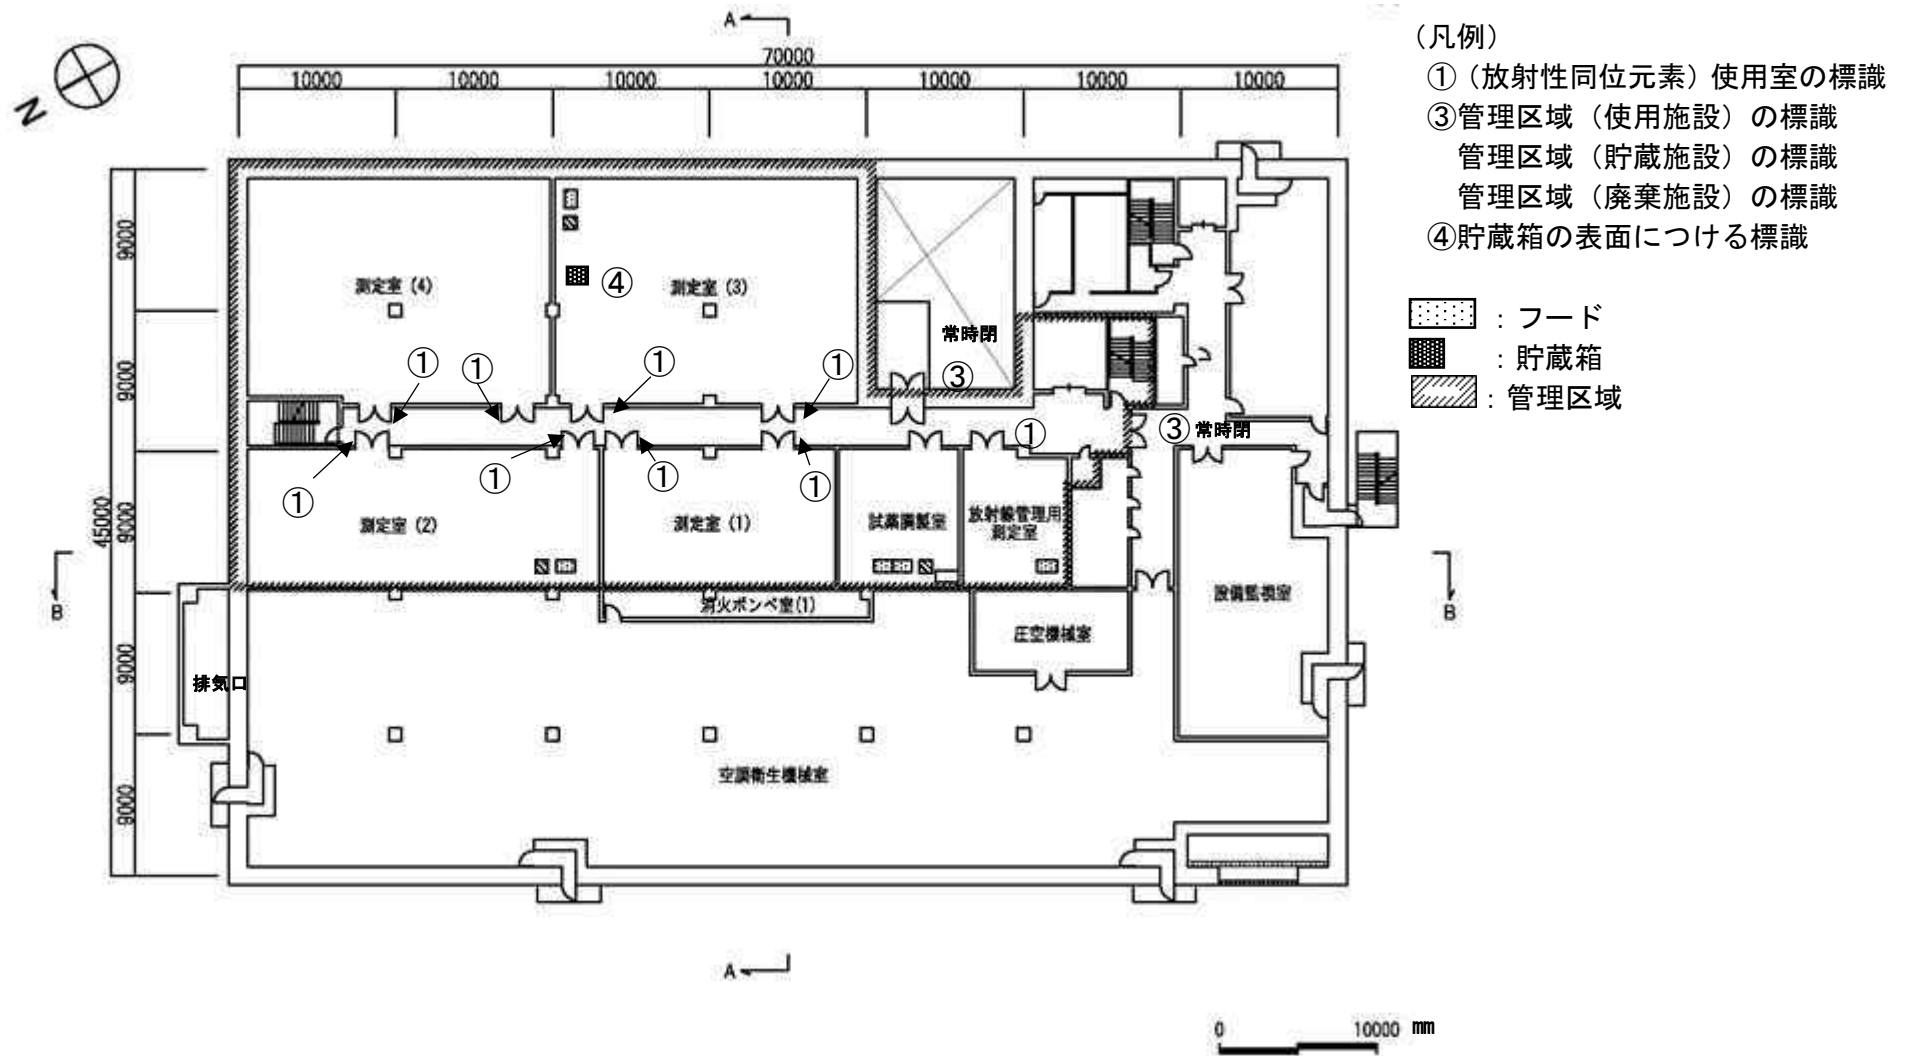 A
70000
10000 10000 10000 10000 10000 10000 10000
N
(凡例)
①(放射性同位元素)使用室の標識
③管理区域(使用施設)の標識
管理区域(貯蔵施設)の標識
管理区域(廃棄施設)の標識
④貯蔵箱の表面につける標識
:フード
:貯蔵箱
:管理区域
45000
9000
9000
9000
9000
9000
測定室(4)
④
測定室(3)
常時閉
③
① ① ① ①
①
③ 常時閉
① ① ① ①
測定室(2)
測定室(1)
試薬調製室
放射線管理用
測定室
B
B
消火ボンベ室(1)
圧空機械室
設備監視室
排気口
空調衛生機械室
A
0 10000 mm